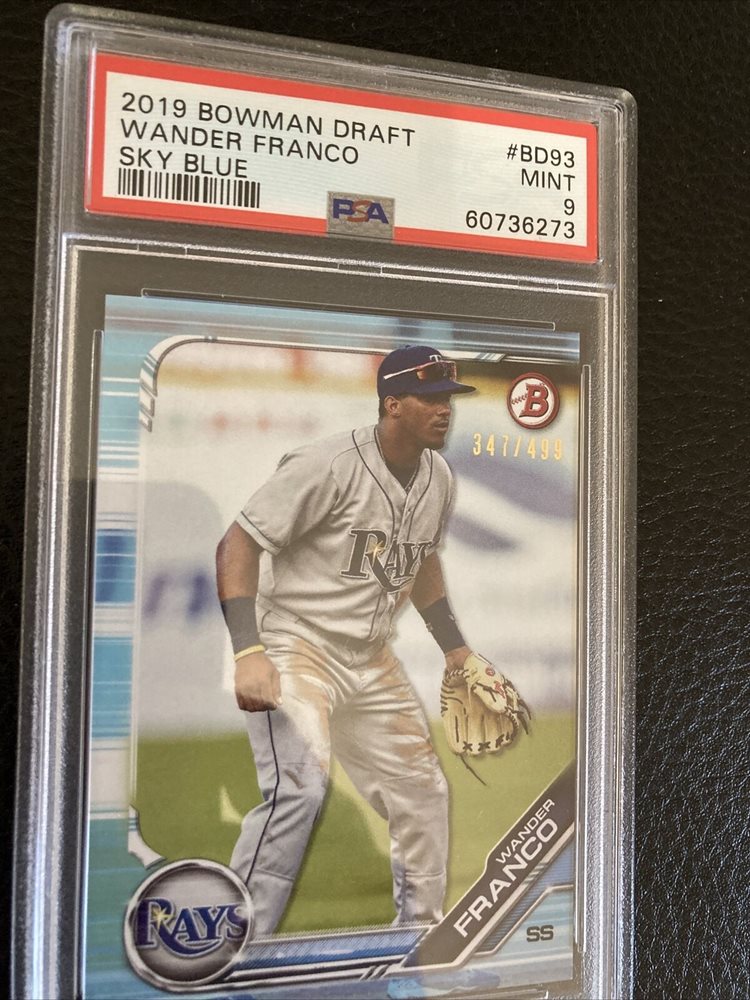 2019 BOWMAN DRAFT
WANDER FRANCO
SKY BLUE
#BD93
MINT
9
60736273
PSA
B
347/499
RAYS
WANDER
FRANCO
SS
RAYS